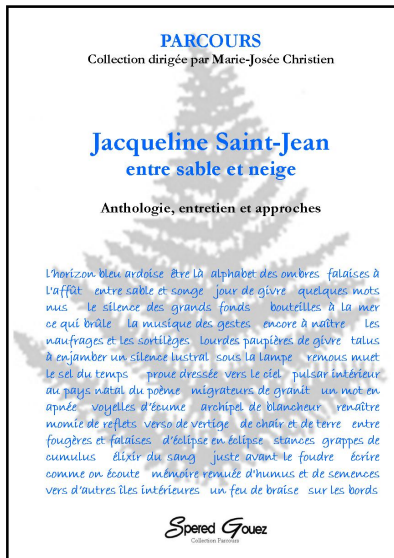 PARCOURS
Collection dirigée par Marie-Josée Christien
Jacqueline Saint-Jean
entre sable et neige
Anthologie, entretien et approches
l'horizon bleu ardoise être là alphabet des ombres falaises à
l'affût entre sable et songe jour de givre quelques mots
nus le silence des grands fonds bouteilles à la mer
ce qui brûle la musique des gestes encore à naître les
naufrages et les sortilèges lourdes paupières de givre talus
à enjamber un silence lustral sous la lampe remous muet
le sel du temps proue dressée vers le ciel pulsar intérieur
au pays natal du poème migrateurs de granit un mot en
apnée voyelles d'écume archipel de blancheur renaître
momie de reflets verso de vertige de chair et de terre entre
fougères et falaises d'éclipse en éclipse stances grappes de
cumulus élixir du sang juste avant le foudre écrire
comme on écoute mémoire remuée d'humus et de semences
vers d'autres îles intérieures un feu de braise sur les bords
Spered Gouez
Collection Parcours